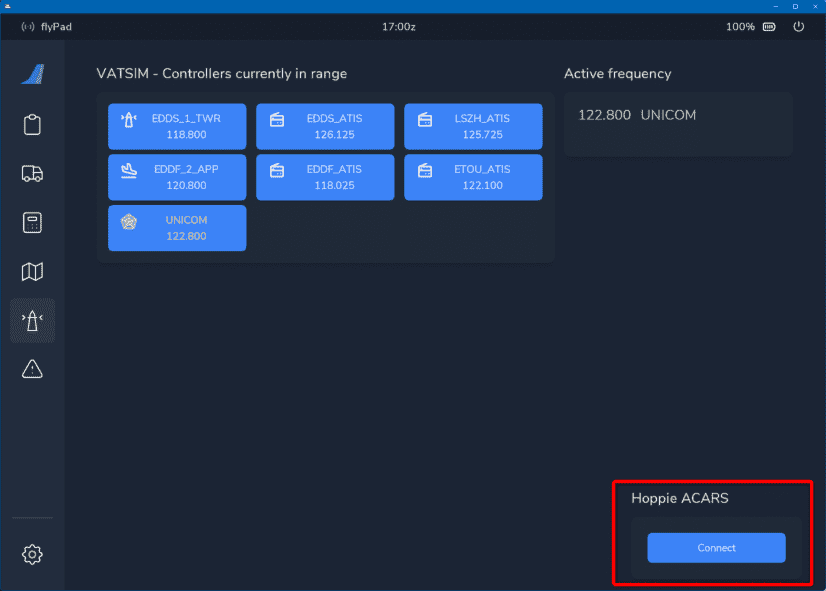 flyPad
17:00z
100%
VATSIM - Controllers currently in range
Active frequency
EDDS_1_TWR
118.800
EDDS_ATIS
126.125
LSZH_ATIS
125.725
122.800 UNICOM
EDDF_2_APP
120.800
EDDF_ATIS
118.025
ETOU_ATIS
122.100
UNICOM
122.800
Hoppie ACARS
Connect